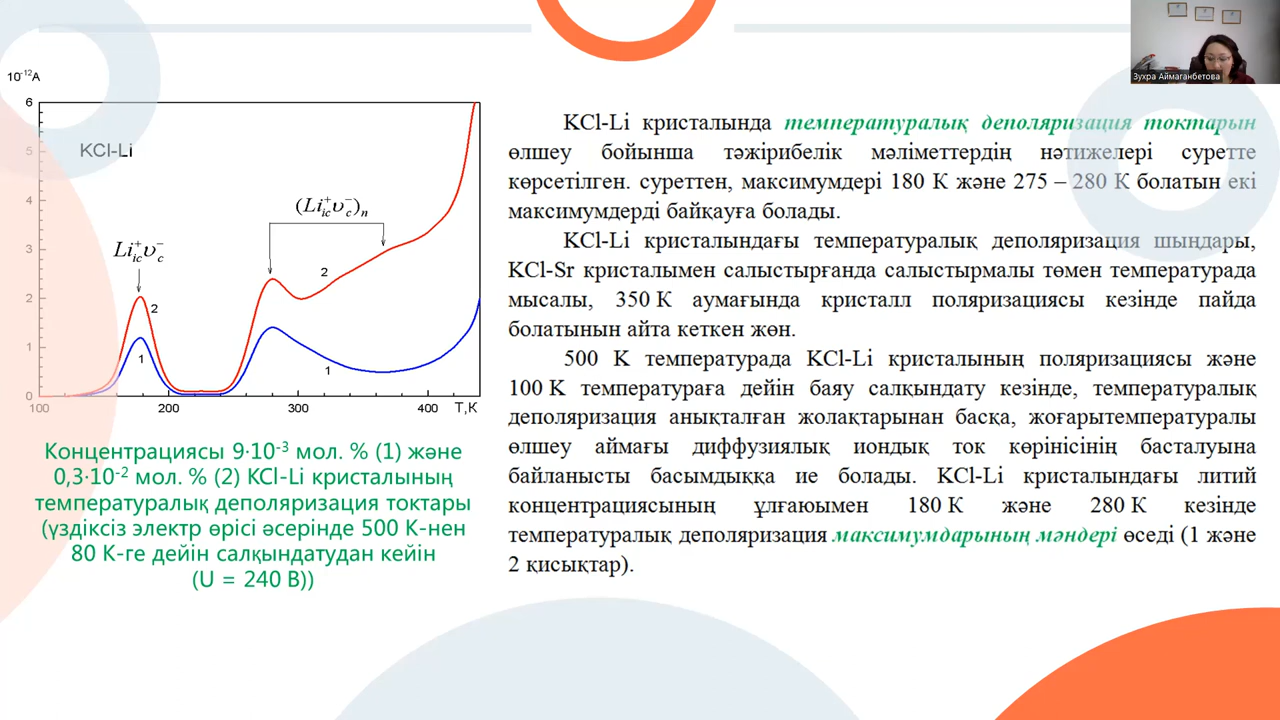 10⁻¹²A
6
5
4
3
2
1
0
KCl-Li
Li⁺ᵢcυ⁻c
(Li⁺ᵢcυ⁻c)ₙ
2
1
2
1
100 200 300 400 T,K
Концентрациясы 9·10⁻³ мол. % (1) және
0,3·10⁻² мол. % (2) KCl-Li кристалының
температуралық деполяризация токтары
(үздіксіз электр өрісі әсерінде 500 К-нен
80 К-ге дейін салқындатудан кейін
(U = 240 В))
KCl-Li кристалында температуралық деполяризация токтарын
өлшеу бойынша тәжірибелік мәліметтердің нәтижелері суретте
көрсетілген. суреттен, максимумдері 180 К және 275 – 280 К болатын екі
максимумдерді байқауға болады.
KCl-Li кристалындағы температуралық деполяризация шыңдары,
KCl-Sr кристалымен салыстырғанда салыстырмалы төмен температурада
мысалы, 350 К аумағында кристалл поляризациясы кезінде пайда
болатынын айта кеткен жөн.
500 К температурада KCl-Li кристалының поляризациясы және
100 К температураға дейін баяу салқындату кезінде, температуралық
деполяризация анықталған жолақтарынан басқа, жоғарытемпературалы
өлшеу аймағы диффузиялық иондық ток көрінісінің басталуына
байланысты басымдыққа ие болады. KCl-Li кристалындағы литий
концентрациясының ұлғаюымен 180 К және 280 К кезінде
температуралық деполяризация максимумдарының мәндері өседі (1 және
2 қисықтар).
Зухра Аймаганбетова